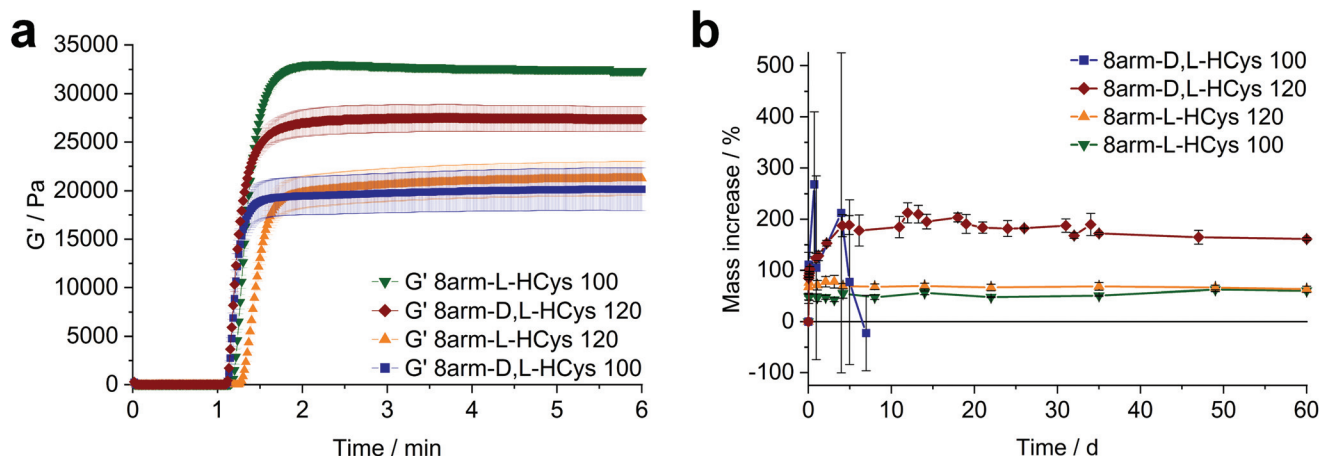 a
35000
30000
25000
20000
15000
10000
5000
0
G' / Pa
0 1 2 3 4 5 6
Time / min
G' 8arm-L-HCys 100
G' 8arm-D,L-HCys 120
G' 8arm-L-HCys 120
G' 8arm-D,L-HCys 100
b
500
400
300
200
100
0
-100
Mass increase / %
0 10 20 30 40 50 60
Time / d
8arm-D,L-HCys 100
8arm-D,L-HCys 120
8arm-L-HCys 120
8arm-L-HCys 100